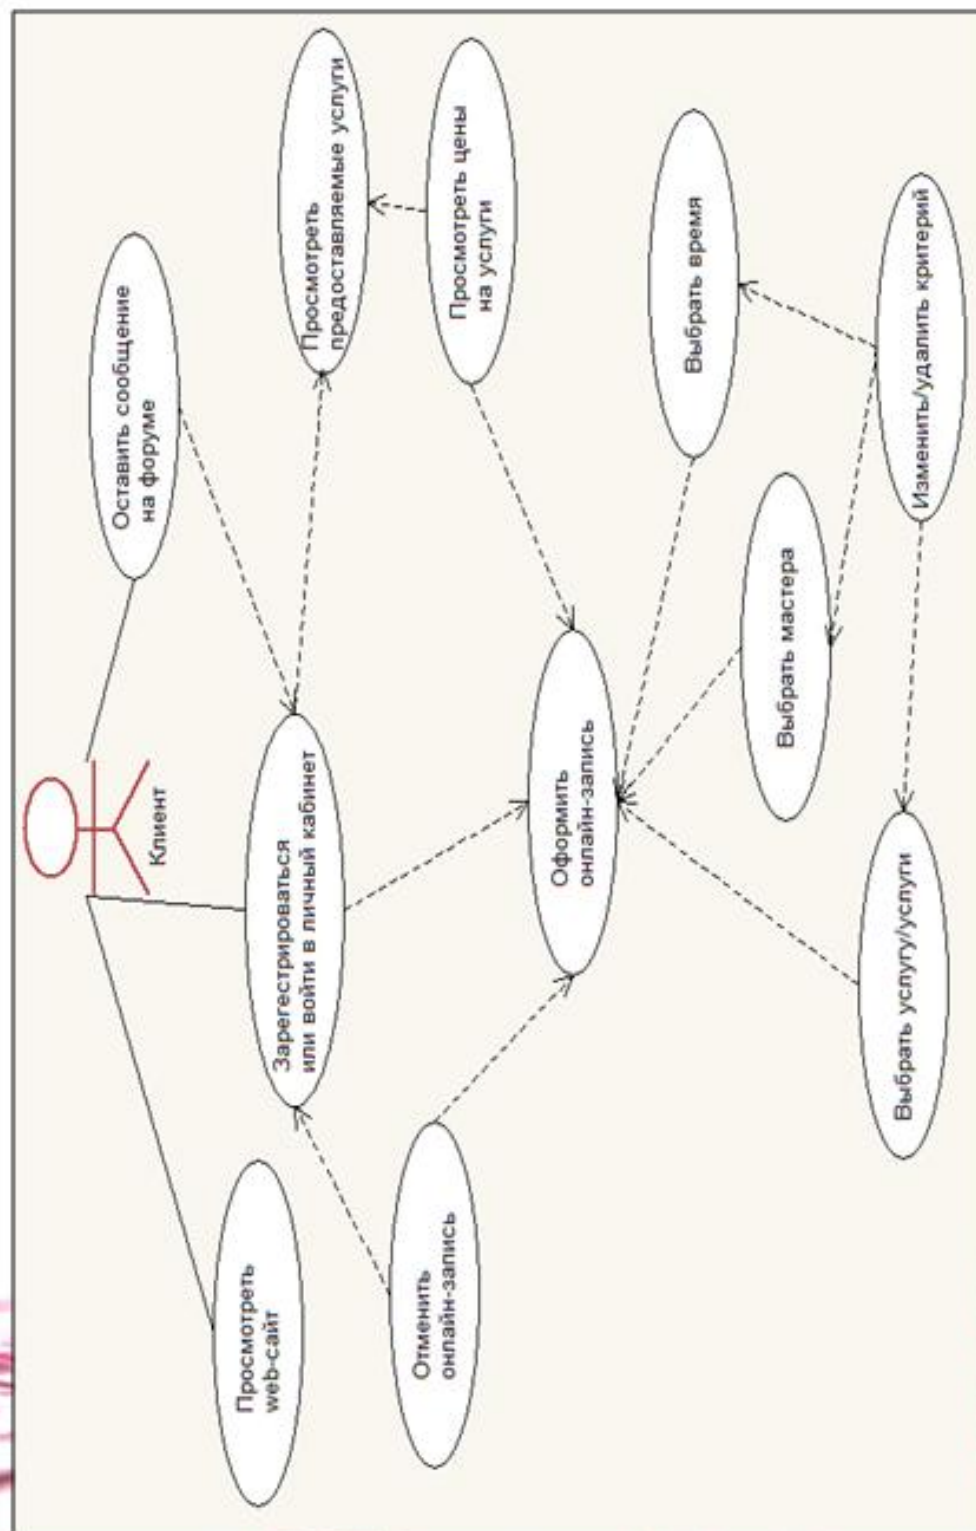 Клиент
Просмотреть
web-сайт
Зарегестрироваться
или войти в личный кабинет
Оставить сообщение
на форуме
Просмотреть
предоставляемые услуги
Отменить
онлайн-запись
Просмотреть цены
на услуги
Оформить
онлайн-запись
Выбрать время
Выбрать мастера
Выбрать услугу/услуги
Изменить/удалить критерий